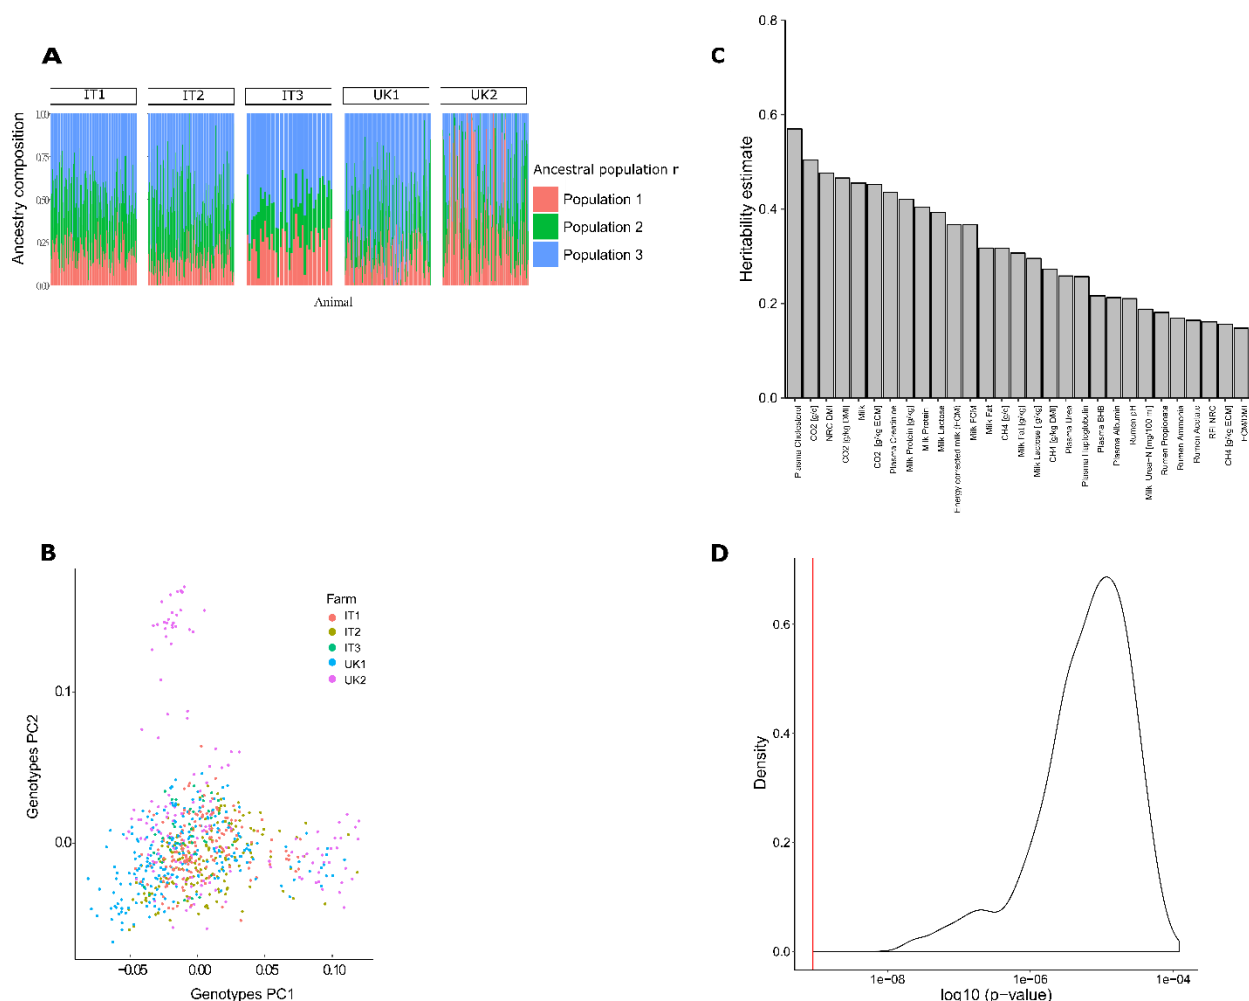 A
IT1
IT2
IT3
UK1
UK2
Ancestry composition
1.00
0.75
0.50
0.25
0.00
Animal
Ancestral population r
Population 1
Population 2
Population 3
C
Heritability estimate
0.8
0.6
0.4
0.2
0.0
Plasma Cholesterol
CO2 [g/d]
NRC DMI
CO2 [g/kg DMI]
Milk
CO2 [g/kg ECM]
Plasma Creatinine
Milk Protein [g/kg]
Milk Protein
Milk Lactose
Energy corrected milk (ECM)
Milk FCM
Milk Fat
CH4 [g/d]
Milk Fat [g/kg]
Milk Lactose [g/kg]
CH4 [g/kg DMI]
Plasma Urea
Plasma Haptoglobulin
Plasma BHB
Plasma Albumin
Rumen pH
Milk Urea-N [mg/100 ml]
Rumen Propionate
Rumen Ammonia
Rumen Acetate
RFI NRC
CH4 [g/kg ECM]
ECM/DMI
B
Genotypes PC2
0.1
0.0
Farm
IT1
IT2
IT3
UK1
UK2
−0.05
0.00
0.05
0.10
Genotypes PC1
D
Density
0.6
0.4
0.2
0.0
1e−08
1e−06
1e−04
log10 (p−value)